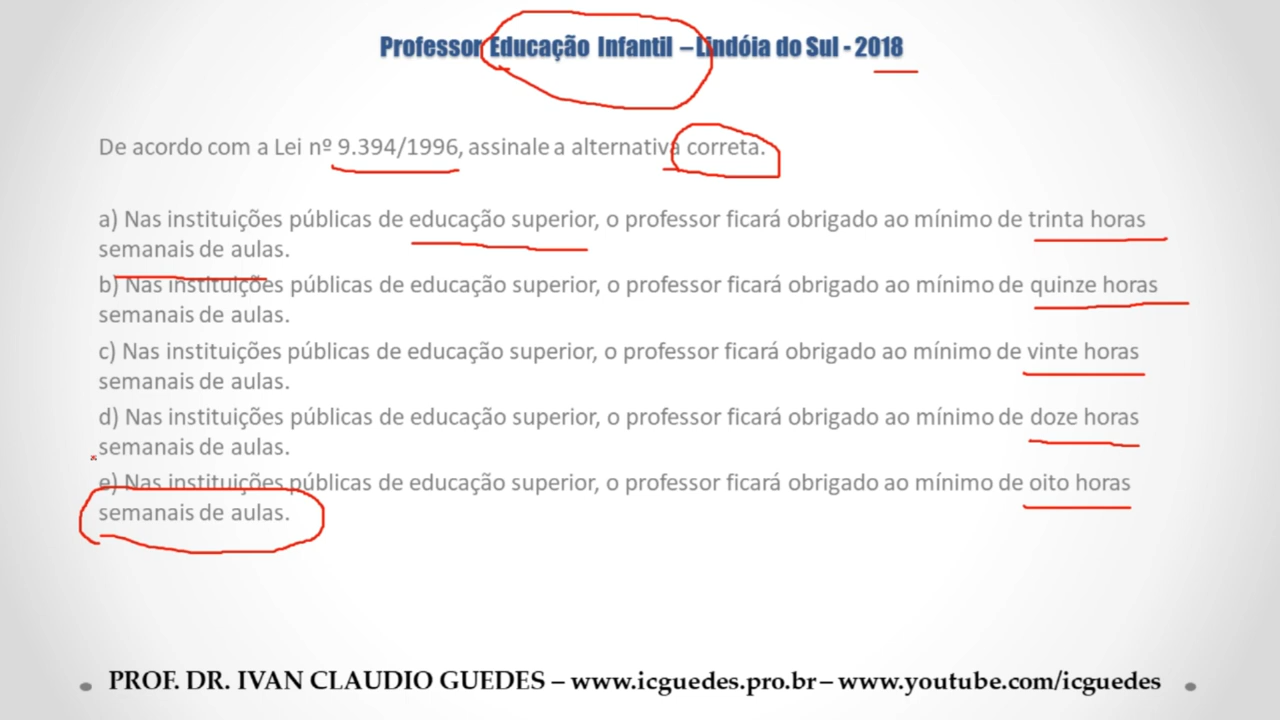 Professor Educação Infantil – Lindóia do Sul - 2018
De acordo com a Lei nº 9.394/1996, assinale a alternativa correta.
a) Nas instituições públicas de educação superior, o professor ficará obrigado ao mínimo de trinta horas
semanais de aulas.
b) Nas instituições públicas de educação superior, o professor ficará obrigado ao mínimo de quinze horas
semanais de aulas.
c) Nas instituições públicas de educação superior, o professor ficará obrigado ao mínimo de vinte horas
semanais de aulas.
d) Nas instituições públicas de educação superior, o professor ficará obrigado ao mínimo de doze horas
semanais de aulas.
e) Nas instituições públicas de educação superior, o professor ficará obrigado ao mínimo de oito horas
semanais de aulas.
PROF. DR. IVAN CLAUDIO GUEDES – www.icguedes.pro.br – www.youtube.com/icguedes